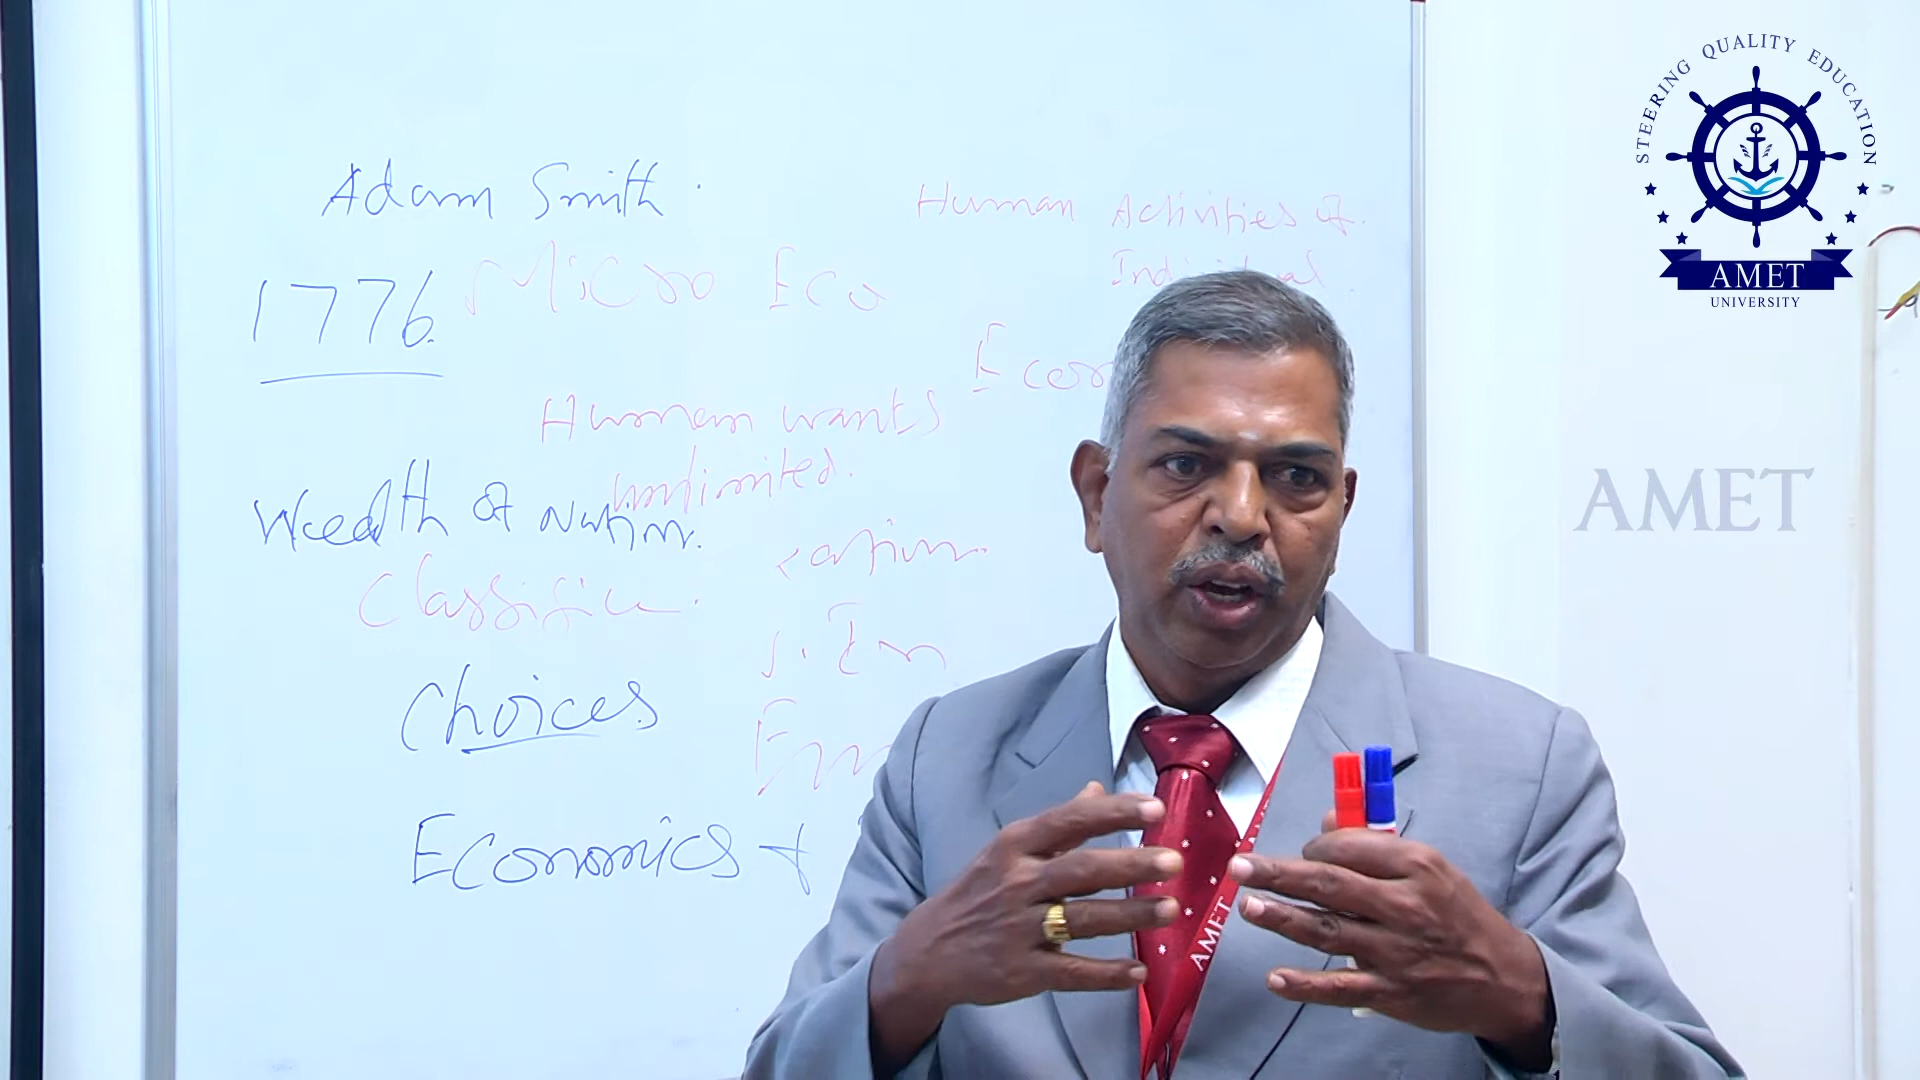 Adam Smith.
Human Activities of.
1776.
Micro Eco
Human wants
unlimited.
Wealth of Nation.
Classifica.
Choices
Economics &
STEERING QUALITY EDUCATION
AMET
UNIVERSITY
AMET
AMET